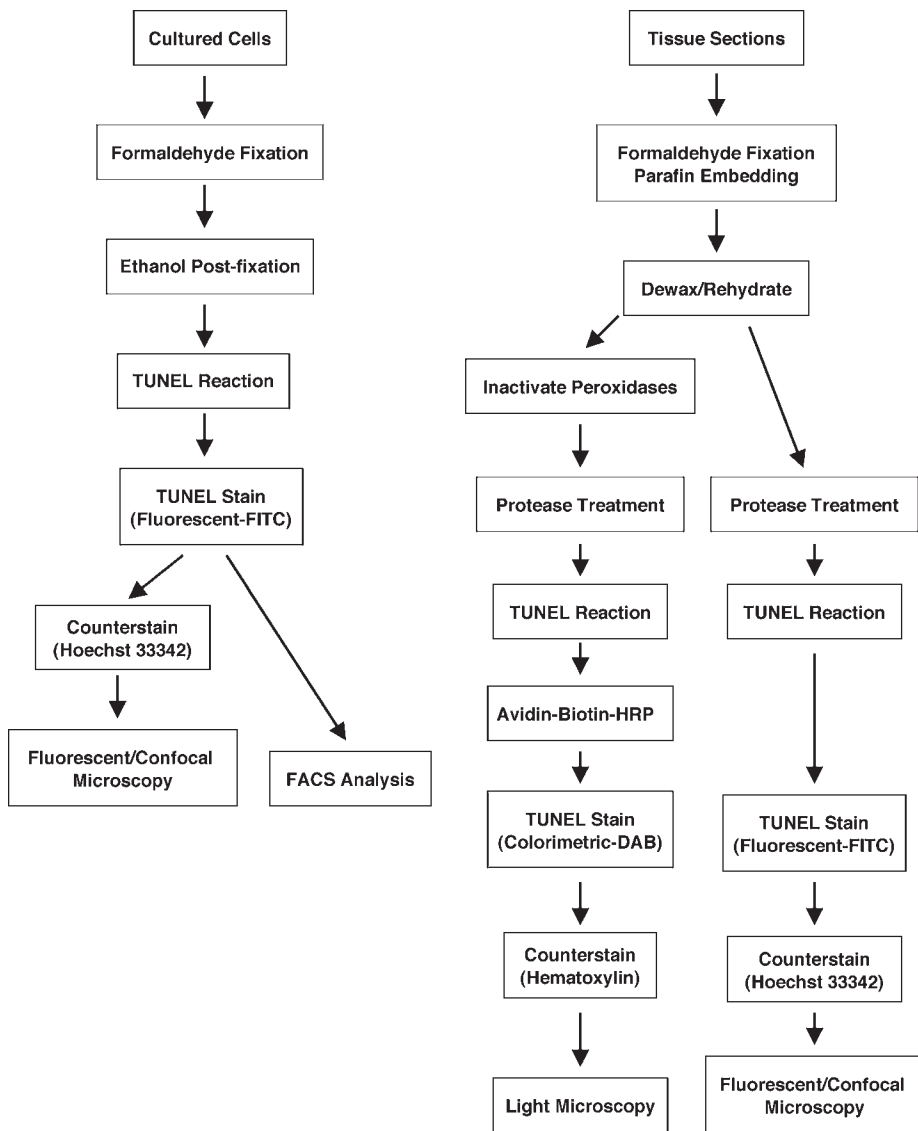 Cultured Cells
Formaldehyde Fixation
Ethanol Post-fixation
TUNEL Reaction
TUNEL Stain
(Fluorescent-FITC)
Counterstain
(Hoechst 33342)
Fluorescent/Confocal
Microscopy
FACS Analysis
Tissue Sections
Formaldehyde Fixation
Parafin Embedding
Dewax/Rehydrate
Inactivate Peroxidases
Protease Treatment
TUNEL Reaction
Avidin-Biotin-HRP
TUNEL Stain
(Colorimetric-DAB)
Counterstain
(Hematoxylin)
Light Microscopy
Protease Treatment
TUNEL Reaction
TUNEL Stain
(Fluorescent-FITC)
Counterstain
(Hoechst 33342)
Fluorescent/Confocal
Microscopy